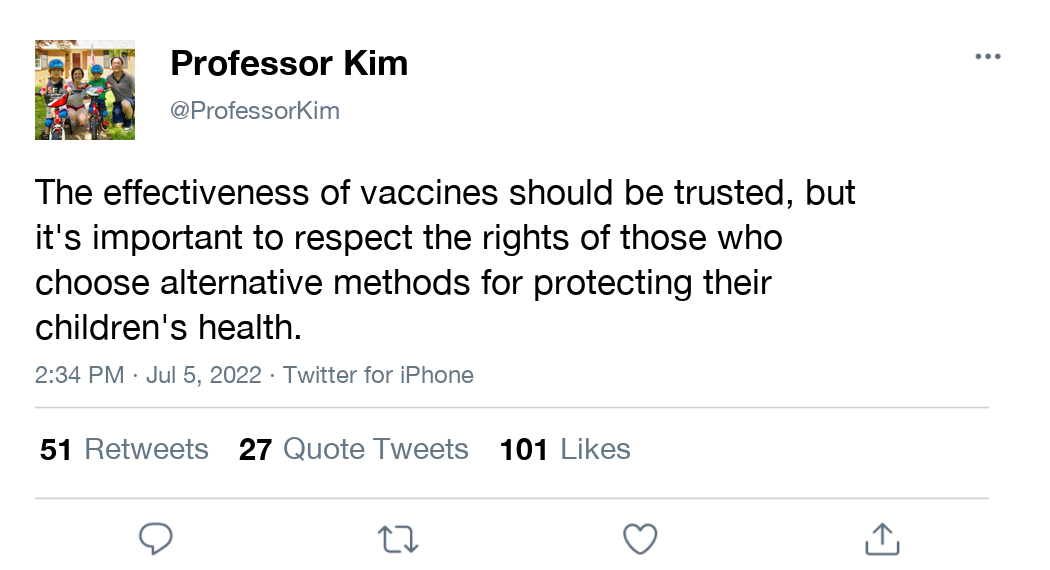 Professor Kim
@ProfessorKim
The effectiveness of vaccines should be trusted, but
it's important to respect the rights of those who
choose alternative methods for protecting their
children's health.
2:34 PM · Jul 5, 2022 · Twitter for iPhone
51 Retweets 27 Quote Tweets 101 Likes